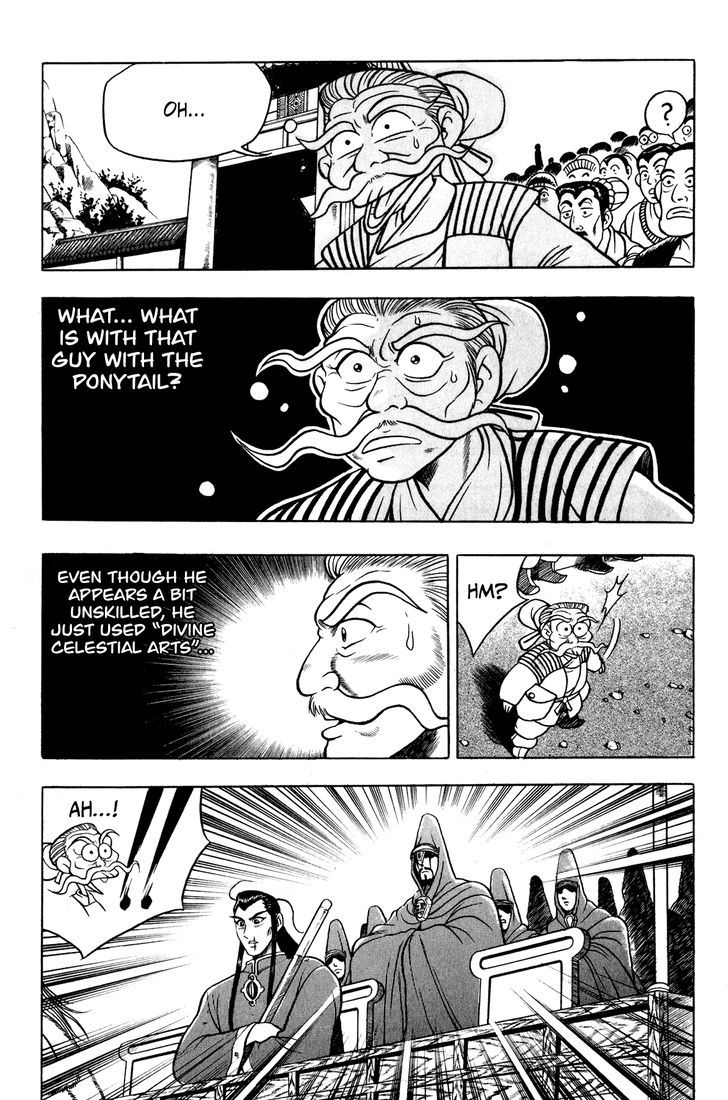 OH...
?
WHAT... WHAT
IS WITH THAT
GUY WITH THE
PONYTAIL?
EVEN THOUGH HE
APPEARS A BIT
UNSKILLED, HE
JUST USED "DIVINE
CELESTIAL ARTS"...
HM?
AH...!
!!